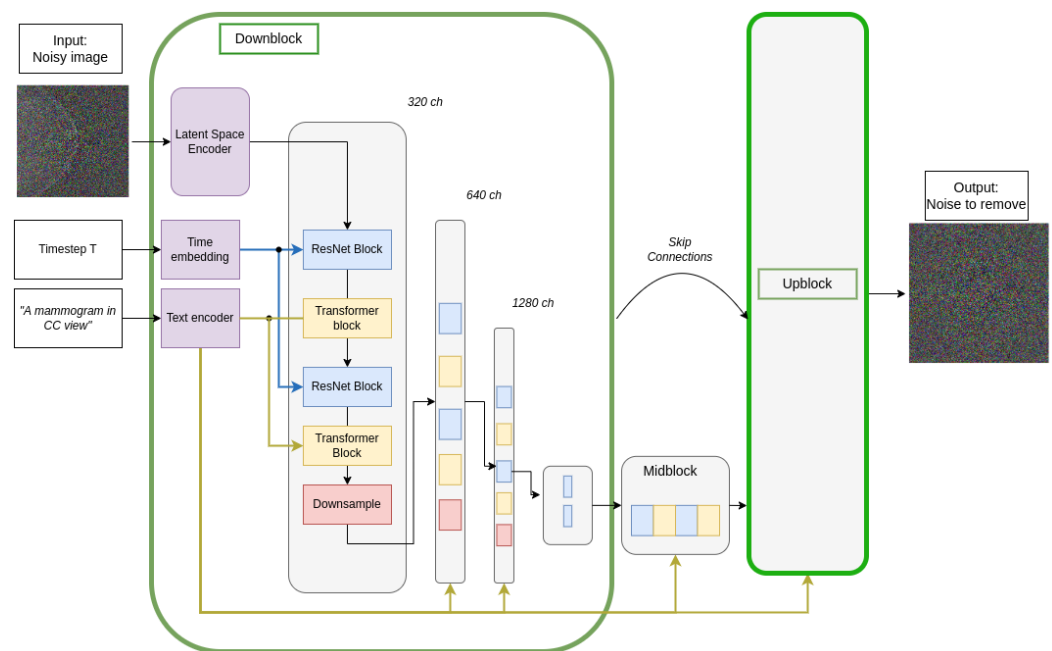 Input:
Noisy image
Downblock
Latent Space
Encoder
320 ch
640 ch
1280 ch
Timestep T
Time
embedding
"A mammogram in
CC view"
Text encoder
ResNet Block
Transformer
block
ResNet Block
Transformer
Block
Downsample
Skip
Connections
Midblock
Upblock
Output:
Noise to remove